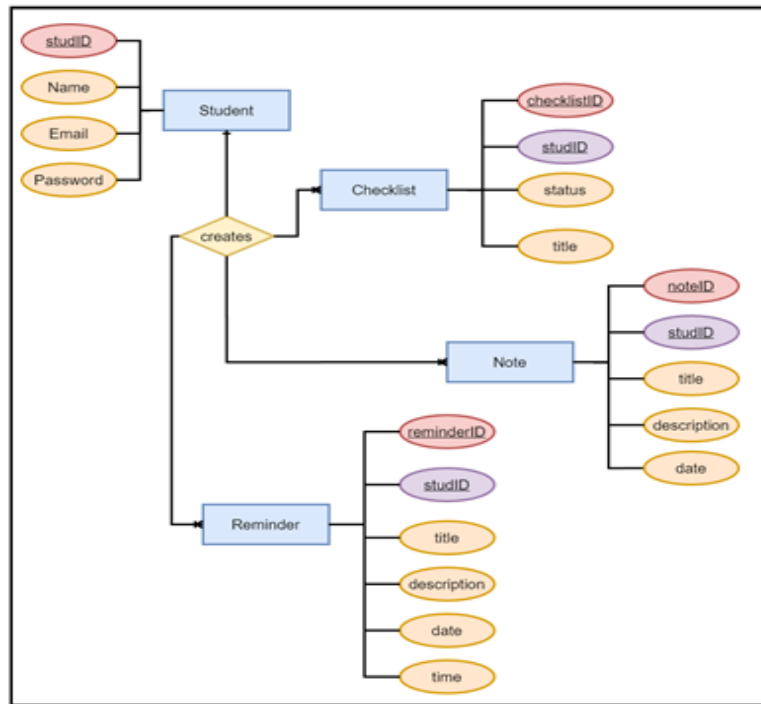 studID
Name
Email
Password
Student
creates
Checklist
checklistID
studID
status
title
Note
noteID
studID
title
description
date
Reminder
reminderID
studID
title
description
date
time